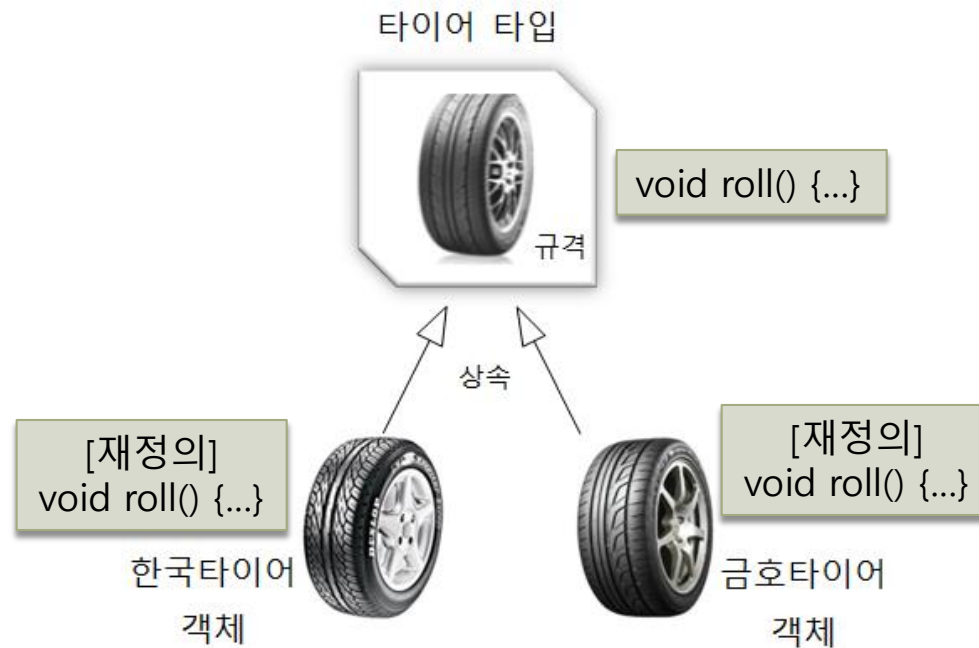 타이어 타입
void roll() {...}
규격
상속
[재정의]
void roll() {...}
한국타이어
객체
[재정의]
void roll() {...}
금호타이어
객체